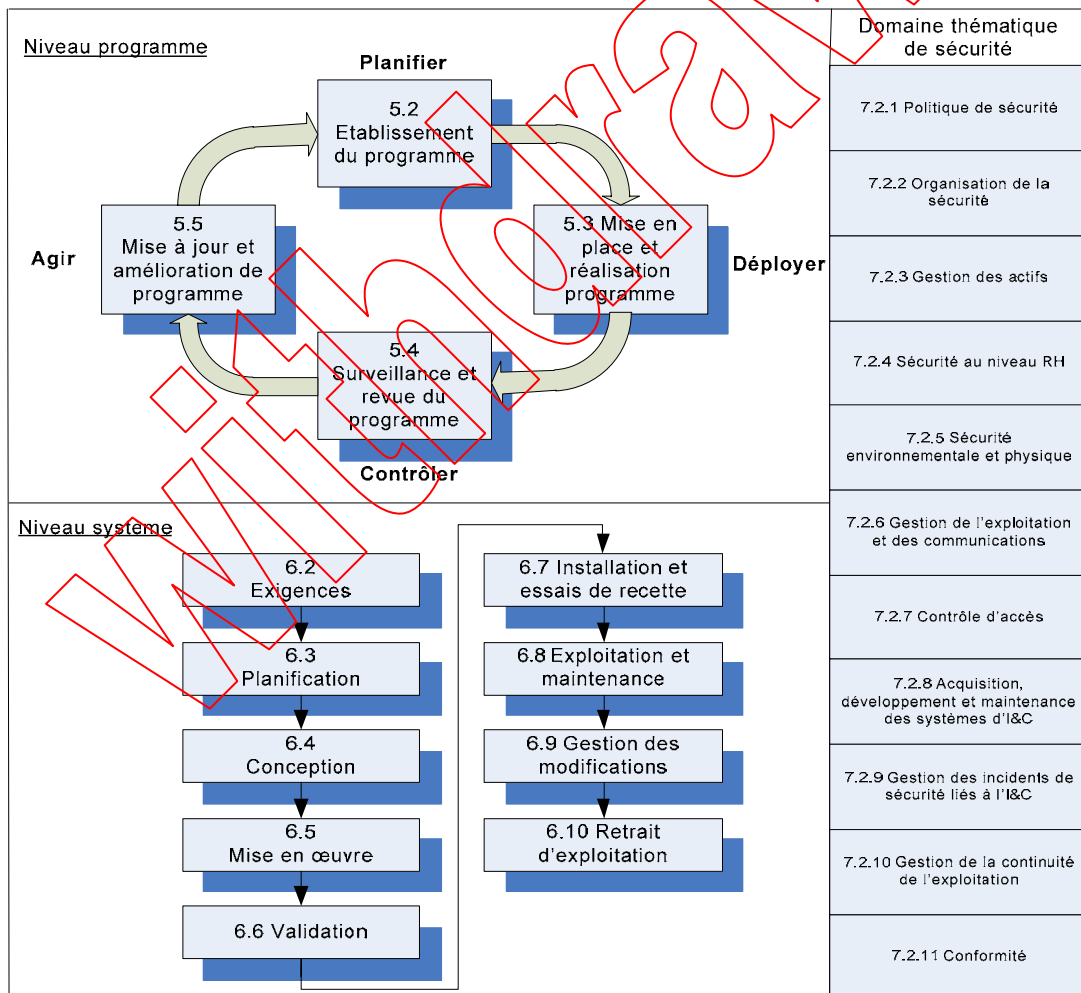 Niveau programme
Planifier
5.2
Etablissement
du programme
5.3 Mise en
place et
réalisation
programme
Déployer
5.4
Surveillance et
revue du
programme
Contrôler
5.5
Mise à jour et
amélioration de
programme
Agir
Niveau système
6.2
Exigences
6.3
Planification
6.4
Conception
6.5
Mise en œuvre
6.6 Validation
6.7 Installation et
essais de recette
6.8 Exploitation et
maintenance
6.9 Gestion des
modifications
6.10 Retrait
d'exploitation
Domaine thématique
de sécurité
7.2.1 Politique de sécurité
7.2.2 Organisation de la
sécurité
7.2.3 Gestion des actifs
7.2.4 Sécurité au niveau RH
7.2.5 Sécurité
environnementale et physique
7.2.6 Gestion de l'exploitation
et des communications
7.2.7 Contrôle d'accès
7.2.8 Acquisition,
développement et maintenance
des systèmes d'I&C
7.2.9 Gestion des incidents de
sécurité liés à l'I&C
7.2.10 Gestion de la continuité
de l'exploitation
7.2.11 Conformité